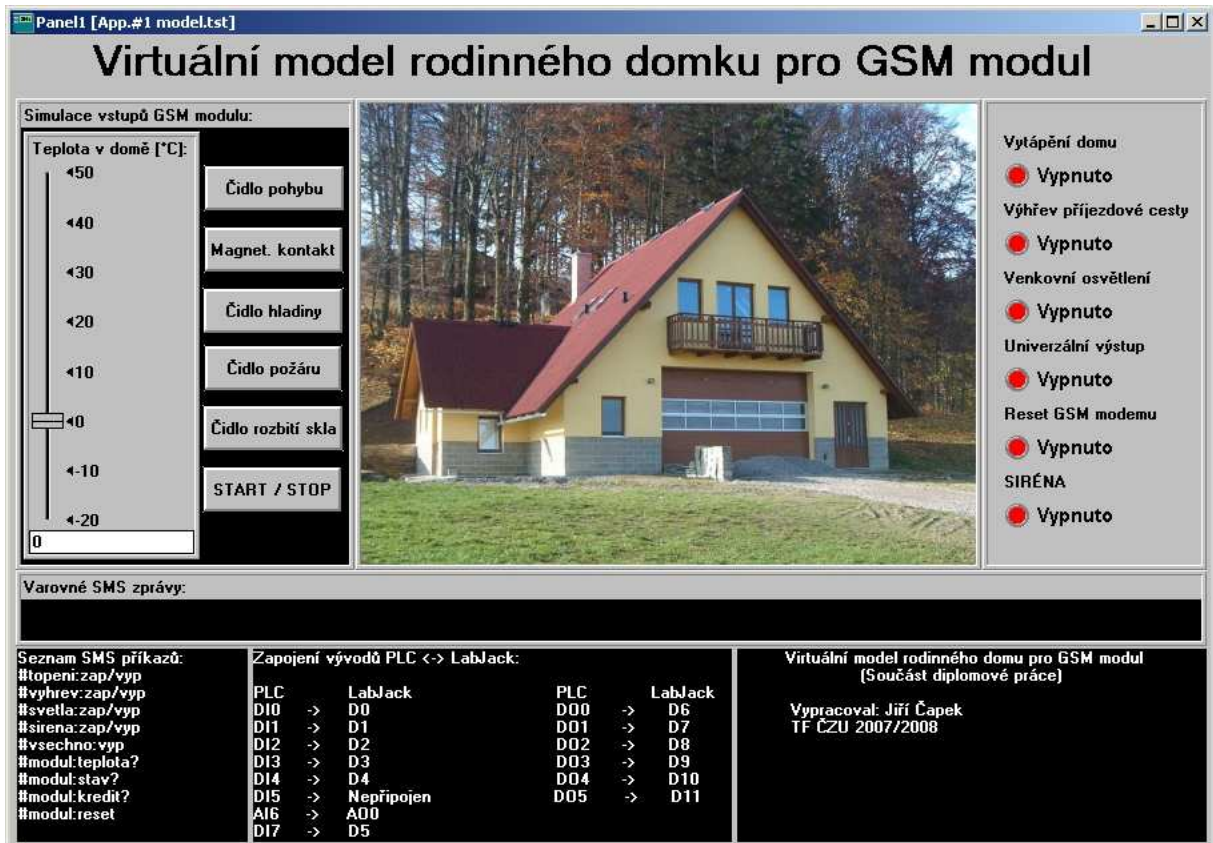 Panel1 [App.#1 model.tst]
Virtuální model rodinného domku pro GSM modul
Simulace vstupů GSM modulu:
Teplota v domě [°C]:
50
40
30
20
10
0
-10
-20
0
Čidlo pohybu
Magnet. kontakt
Čidlo hladiny
Čidlo požáru
Čidlo rozbití skla
START / STOP
Vytápění domu
Vypnuto
Výhřev příjezdové cesty
Vypnuto
Venkovní osvětlení
Vypnuto
Univerzální výstup
Vypnuto
Reset GSM modemu
Vypnuto
SIRÉNA
Vypnuto
Varovné SMS zprávy:
Seznam SMS příkazů:
#topeni:zap/vyp
#vyhrev:zap/vyp
#svetla:zap/vyp
#sirena:zap/vyp
#vsechno:vyp
#modul:teplota?
#modul:stav?
#modul:kredit?
#modul:reset
Zapojení vývodů PLC <-> LabJack:
PLC LabJack PLC LabJack
DI0 -> D0 DO0 -> D6
DI1 -> D1 DO1 -> D7
DI2 -> D2 DO2 -> D8
DI3 -> D3 DO3 -> D9
DI4 -> D4 DO4 -> D10
DI5 -> Nepřipojen DO5 -> D11
AI6 -> AO0
DI7 -> D5
Virtuální model rodinného domu pro GSM modul
(Součást diplomové práce)
Vypracoval: Jiří Čapek
TF ČZU 2007/2008